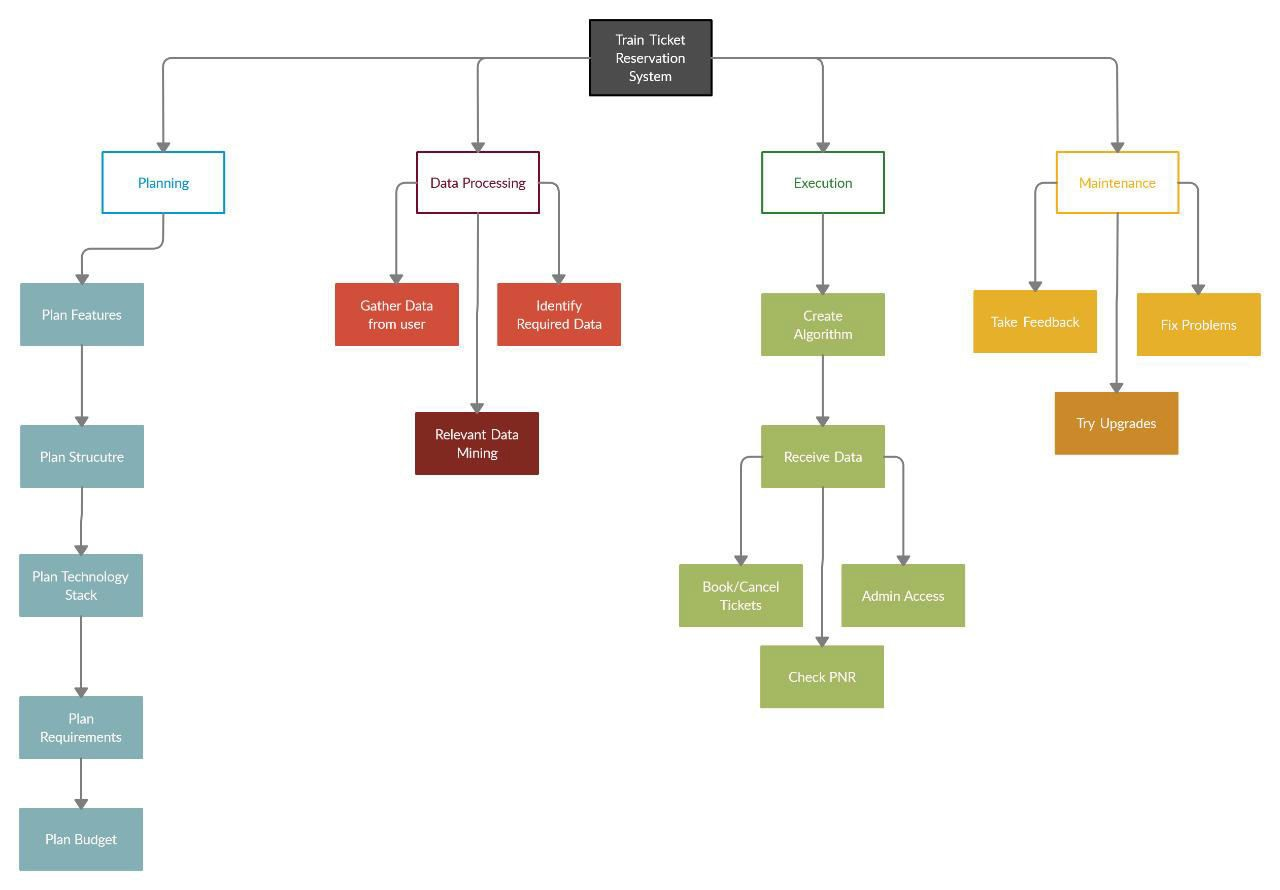 Train Ticket
Reservation
System
Planning
Data Processing
Execution
Maintenance
Plan Features
Gather Data
from user
Identify
Required Data
Create
Algorithm
Take Feedback
Fix Problems
Relevant Data
Mining
Try Upgrades
Plan Strucutre
Receive Data
Plan Technology
Stack
Book/Cancel
Tickets
Admin Access
Check PNR
Plan
Requirements
Plan Budget